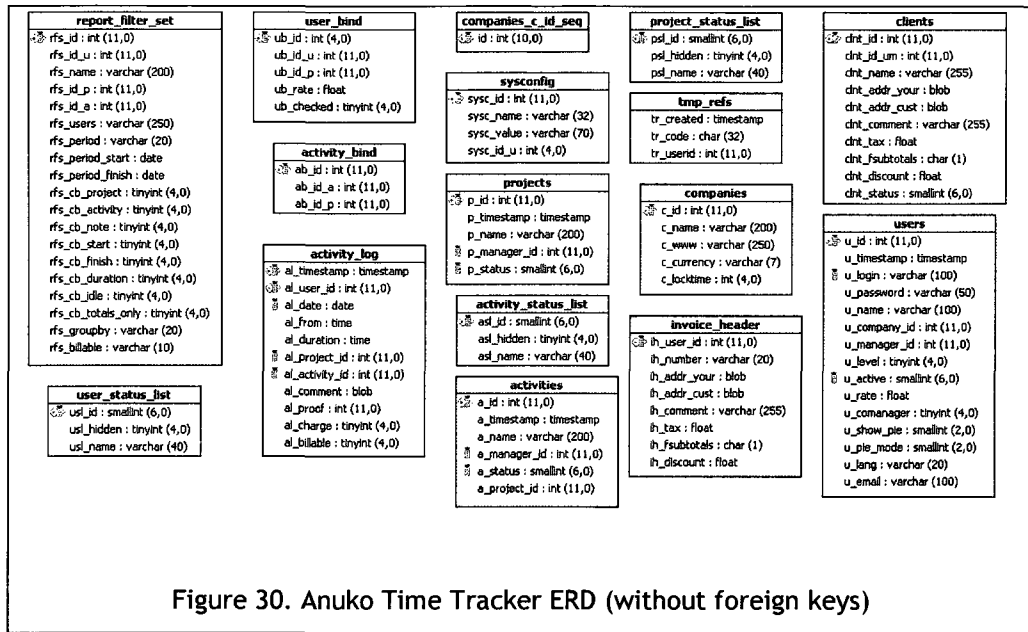 report_filter_set
rfs_id : int (11,0)
rfs_id_u : int (11,0)
rfs_name : varchar (200)
rfs_id_p : int (11,0)
rfs_id_a : int (11,0)
rfs_users : varchar (250)
rfs_period : varchar (20)
rfs_period_start : date
rfs_period_finish : date
rfs_cb_project : tinyint (4,0)
rfs_cb_activity : tinyint (4,0)
rfs_cb_note : tinyint (4,0)
rfs_cb_start : tinyint (4,0)
rfs_cb_finish : tinyint (4,0)
rfs_cb_duration : tinyint (4,0)
rfs_cb_idle : tinyint (4,0)
rfs_cb_totals_only : tinyint (4,0)
rfs_groupby : varchar (20)
rfs_billable : varchar (10)
user_status_list
usl_id : smallint (6,0)
usl_hidden : tinyint (4,0)
usl_name : varchar (40)
user_bind
ub_id : int (4,0)
ub_id_u : int (11,0)
ub_id_p : int (11,0)
ub_rate : float
ub_checked : tinyint (4,0)
activity_bind
ab_id : int (11,0)
ab_id_a : int (11,0)
ab_id_p : int (11,0)
activity_log
al_timestamp : timestamp
al_user_id : int (11,0)
al_date : date
al_from : time
al_duration : time
al_project_id : int (11,0)
al_activity_id : int (11,0)
al_comment : blob
al_proof : int (11,0)
al_charge : tinyint (4,0)
al_billable : tinyint (4,0)
companies_c_id_seq
id : int (10,0)
sysconfig
sysc_id : int (11,0)
sysc_name : varchar (32)
sysc_value : varchar (70)
sysc_id_u : int (4,0)
projects
p_id : int (11,0)
p_timestamp : timestamp
p_name : varchar (200)
p_manager_id : int (11,0)
p_status : smallint (6,0)
activity_status_list
asl_id : smallint (6,0)
asl_hidden : tinyint (4,0)
asl_name : varchar (40)
activities
a_id : int (11,0)
a_timestamp : timestamp
a_name : varchar (200)
a_manager_id : int (11,0)
a_status : smallint (6,0)
a_project_id : int (11,0)
project_status_list
psl_id : smallint (6,0)
psl_hidden : tinyint (4,0)
psl_name : varchar (40)
tmp_refs
tr_created : timestamp
tr_code : char (32)
tr_userid : int (11,0)
companies
c_id : int (11,0)
c_name : varchar (200)
c_www : varchar (250)
c_currency : varchar (7)
c_locktime : int (4,0)
invoice_header
ih_user_id : int (11,0)
ih_number : varchar (20)
ih_addr_your : blob
ih_addr_cust : blob
ih_comment : varchar (255)
ih_tax : float
ih_fsubtotals : char (1)
ih_discount : float
clients
clnt_id : int (11,0)
clnt_id_um : int (11,0)
clnt_name : varchar (255)
clnt_addr_your : blob
clnt_addr_cust : blob
clnt_comment : varchar (255)
clnt_tax : float
clnt_fsubtotals : char (1)
clnt_discount : float
clnt_status : smallint (6,0)
users
u_id : int (11,0)
u_timestamp : timestamp
u_login : varchar (100)
u_password : varchar (50)
u_name : varchar (100)
u_company_id : int (11,0)
u_manager_id : int (11,0)
u_level : tinyint (4,0)
u_active : smallint (6,0)
u_rate : float
u_comanager : tinyint (4,0)
u_show_pie : smallint (2,0)
u_pie_mode : smallint (2,0)
u_lang : varchar (20)
u_email : varchar (100)
Figure 30. Anuko Time Tracker ERD (without foreign keys)